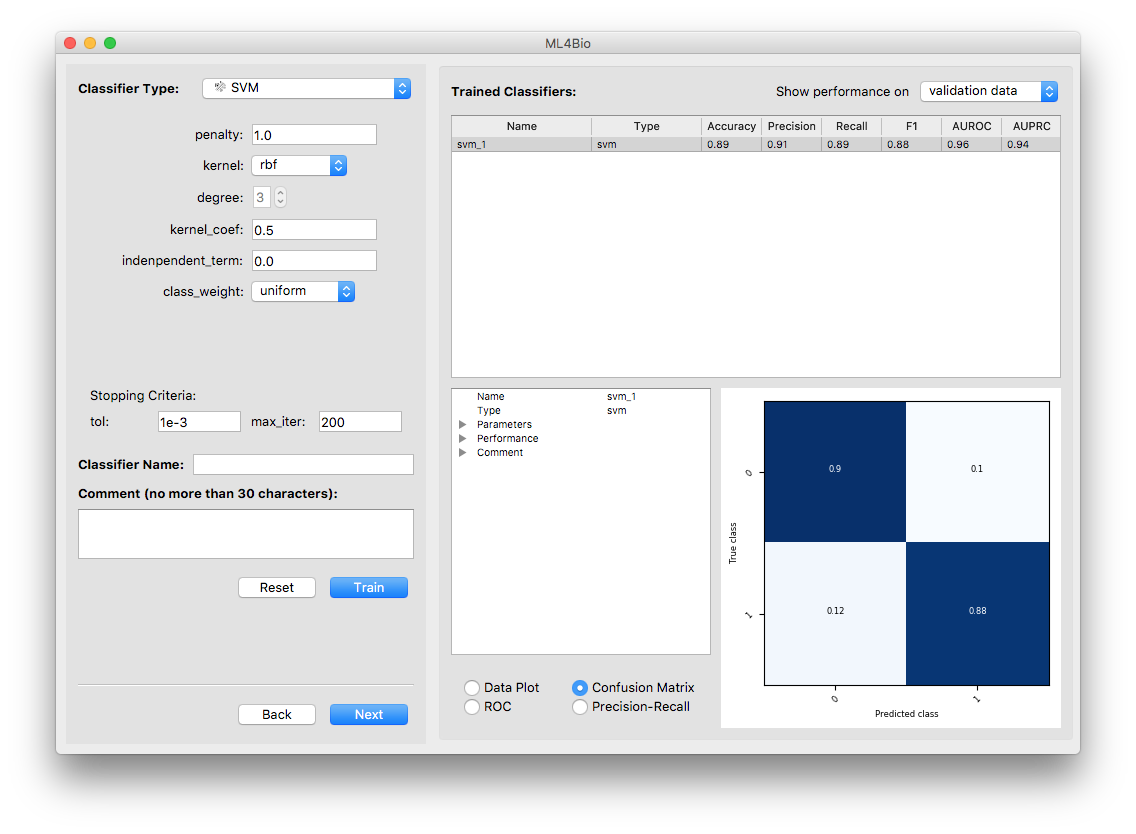 ML4Bio
Classifier Type: SVM
penalty: 1.0
kernel: rbf
degree: 3
kernel_coef: 0.5
indenpendent_term: 0.0
class_weight: uniform
Stopping Criteria:
tol: 1e-3 max_iter: 200
Classifier Name:
Comment (no more than 30 characters):
Reset Train
Back Next
Trained Classifiers: Show performance on validation data
Name Type Accuracy Precision Recall F1 AUROC AUPRC
svm_1 svm 0.89 0.91 0.89 0.88 0.96 0.94
Name svm_1
Type svm
Parameters
Performance
Comment
Data Plot Confusion Matrix
ROC Precision-Recall
True class
0 0.9 0.1
1 0.12 0.88
0 1
Predicted class